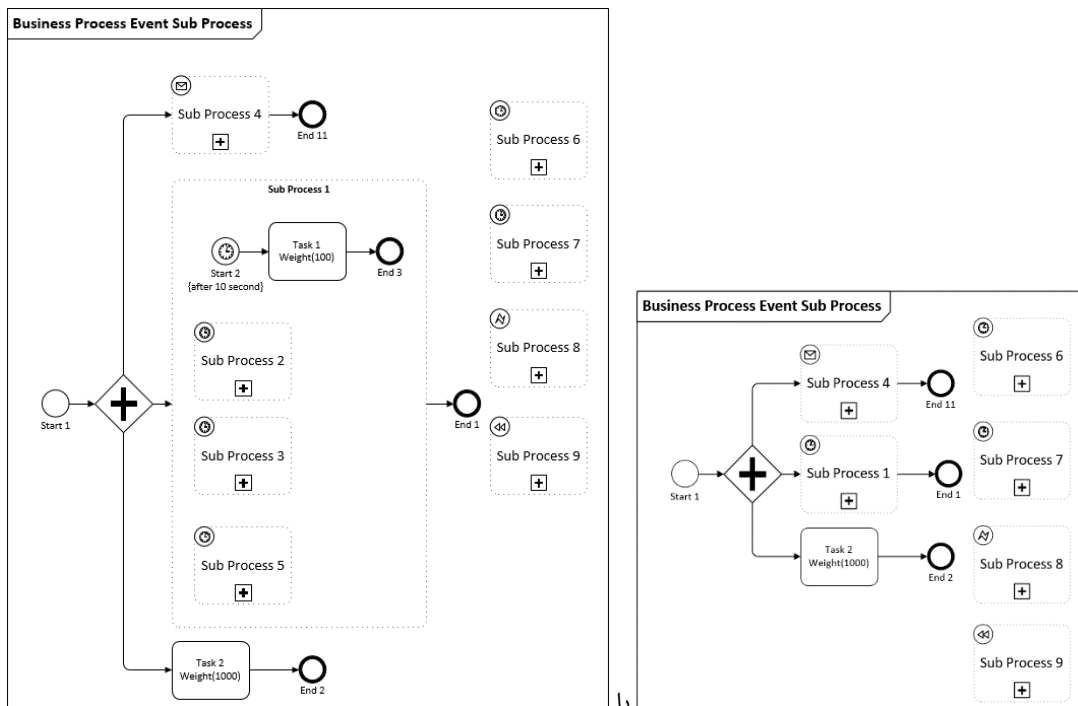 Business Process Event Sub Process
Sub Process 4
End 11
Sub Process 6
Sub Process 1
Sub Process 7
Task 1
Weight(100)
Start 2
{after 10 second}
End 3
Sub Process 2
Sub Process 8
Start 1
End 1
Sub Process 3
Sub Process 9
Sub Process 5
Task 2
Weight(1000)
End 2
Business Process Event Sub Process
Sub Process 6
Sub Process 4
End 11
Sub Process 7
Start 1
Sub Process 1
End 1
Task 2
Weight(1000)
End 2
Sub Process 8
Sub Process 9